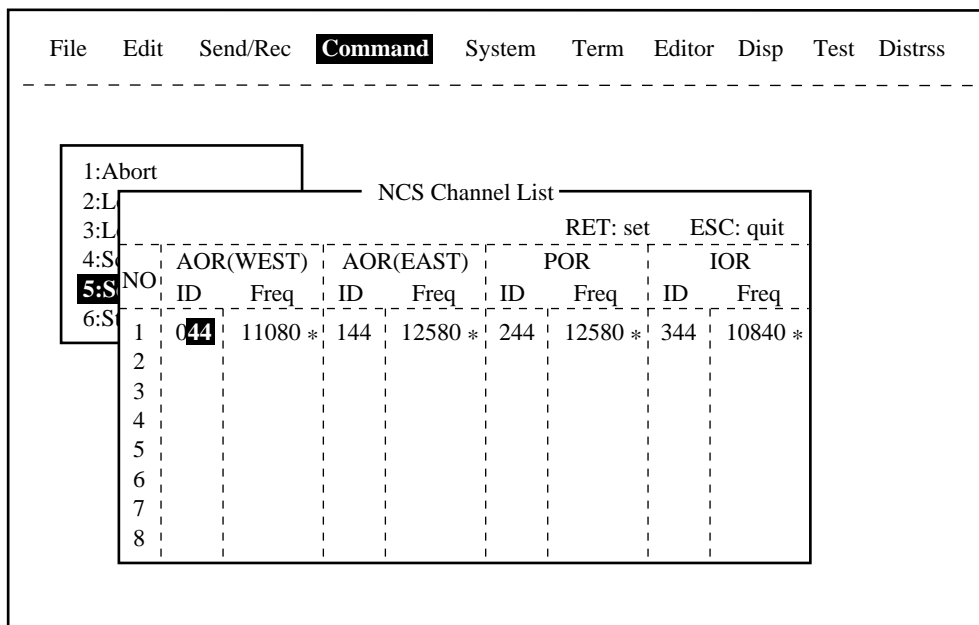 File Edit Send/Rec Command System Term Editor Disp Test Distrss
1:Abort
2:L
3:L
4:S
5:S
6:St
NCS Channel List
RET: set ESC: quit
NO AOR(WEST) AOR(EAST) POR IOR
ID Freq ID Freq ID Freq ID Freq
1 044 11080 * 144 12580 * 244 12580 * 344 10840 *
2
3
4
5
6
7
8